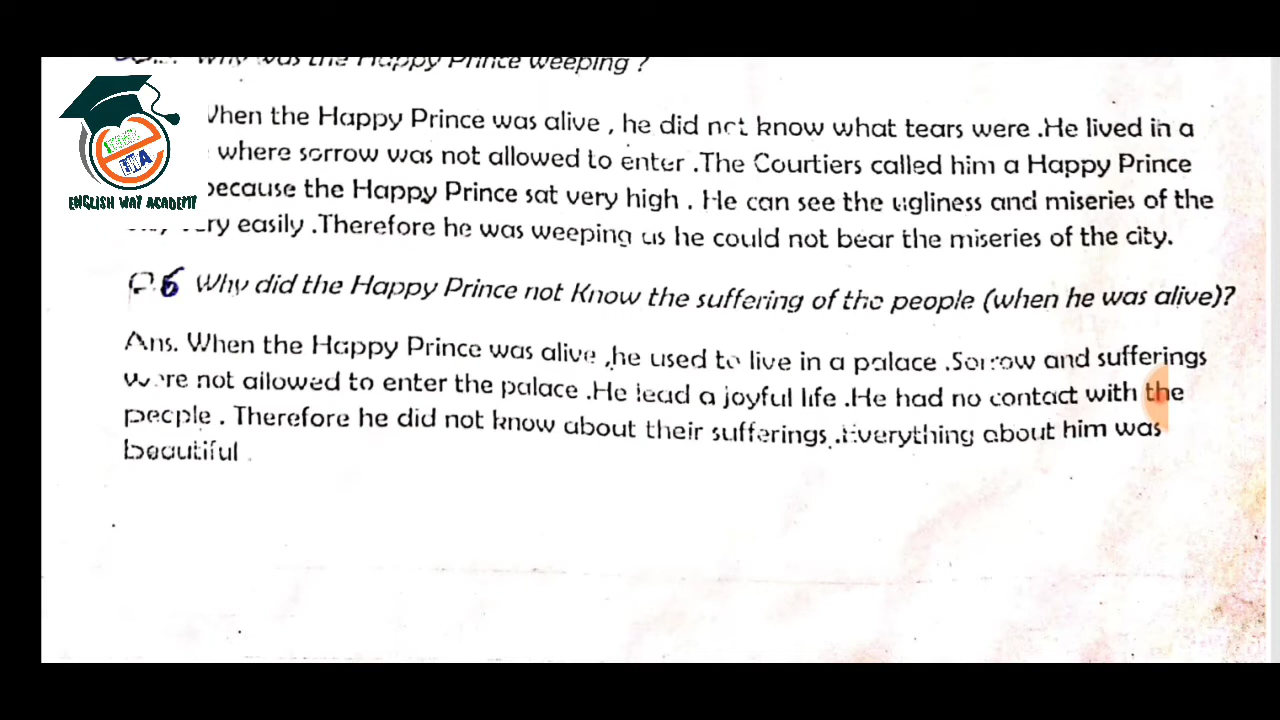 Why was the Happy Prince weeping ?
When the Happy Prince was alive , he did not know what tears were .He lived in a
where sorrow was not allowed to enter .The Courtiers called him a Happy Prince
because the Happy Prince sat very high . He can see the ugliness and miseries of the
very easily .Therefore he was weeping as he could not bear the miseries of the city.
Q.6 Why did the Happy Prince not Know the suffering of the people (when he was alive)?
Ans. When the Happy Prince was alive ,he used to live in a palace .Sorrow and sufferings
were not allowed to enter the palace .He lead a joyful life .He had no contact with the
people . Therefore he did not know about their sufferings .Everything about him was
beautiful .
ENGLISH WAY ACADEMY